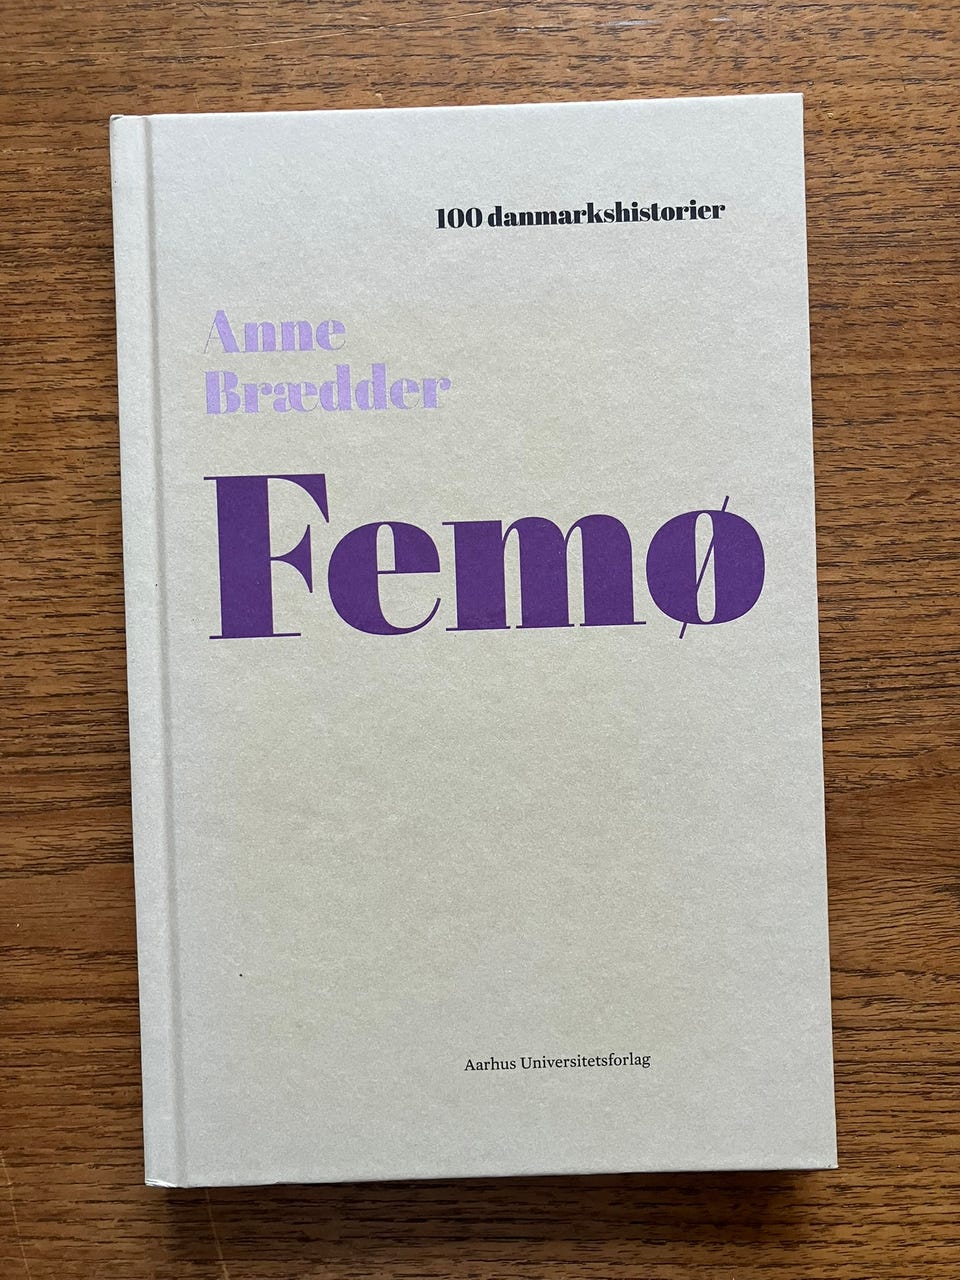 100 danmarkshistorier
Anne
Brædder
Femø
Aarhus Universitetsforlag